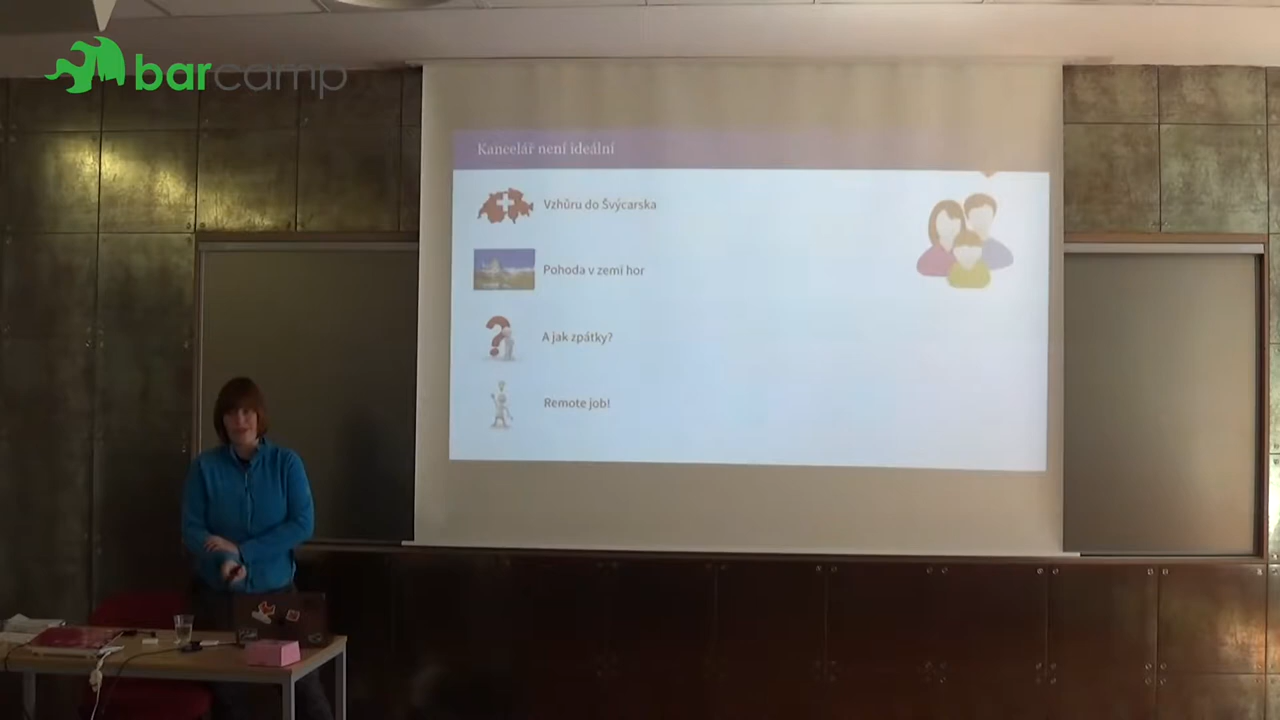 barcamp
Kancelář není ideální
Vzhůru do Švýcarska
Pohoda v zemi hor
A jak zpátky?
Remote job!